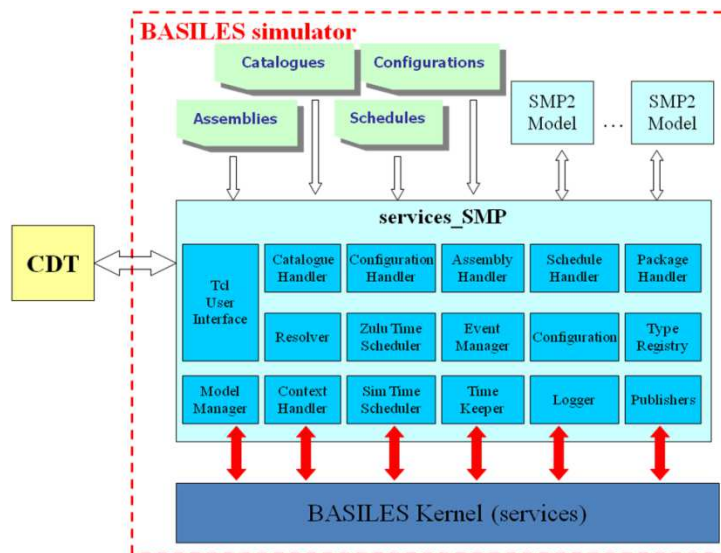 BASILES simulator
Catalogues
Configurations
Assemblies
Schedules
SMP2
Model
...
SMP2
Model
services_SMP
CDT
Tcl
User
Interface
Catalogue
Handler
Configuration
Handler
Assembly
Handler
Schedule
Handler
Package
Handler
Resolver
Zulu Time
Scheduler
Event
Manager
Configuration
Type
Registry
Model
Manager
Context
Handler
Sim Time
Scheduler
Time
Keeper
Logger
Publishers
BASILES Kernel (services)